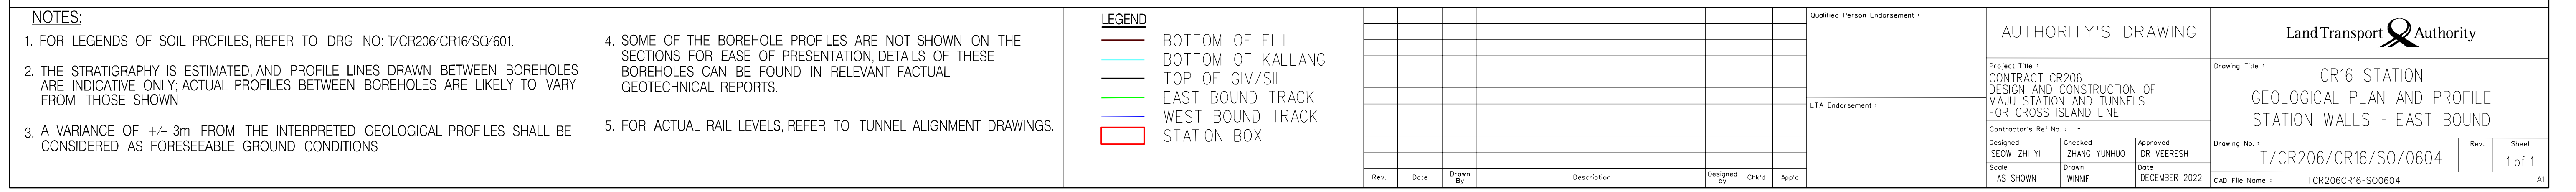 NOTES:
1. FOR LEGENDS OF SOIL PROFILES, REFER TO DRG NO: T/CR206/CR16/SO/601.
2. THE STRATIGRAPHY IS ESTIMATED, AND PROFILE LINES DRAWN BETWEEN BOREHOLES
ARE INDICATIVE ONLY; ACTUAL PROFILES BETWEEN BOREHOLES ARE LIKELY TO VARY
FROM THOSE SHOWN.
3. A VARIANCE OF +/- 3m FROM THE INTERPRETED GEOLOGICAL PROFILES SHALL BE
CONSIDERED AS FORESEEABLE GROUND CONDITIONS
4. SOME OF THE BOREHOLE PROFILES ARE NOT SHOWN ON THE
SECTIONS FOR EASE OF PRESENTATION, DETAILS OF THESE
BOREHOLES CAN BE FOUND IN RELEVANT FACTUAL
GEOTECHNICAL REPORTS.
5. FOR ACTUAL RAIL LEVELS, REFER TO TUNNEL ALIGNMENT DRAWINGS.
LEGEND
BOTTOM OF FILL
BOTTOM OF KALLANG
TOP OF GIV/SIII
EAST BOUND TRACK
WEST BOUND TRACK
STATION BOX
Rev.
Date
Drawn
By
Description
Designed
by
Chk'd
App'd
Qualified Person Endorsement :
LTA Endorsement :
AUTHORITY'S DRAWING
Project Title :
CONTRACT CR206
DESIGN AND CONSTRUCTION OF
MAJU STATION AND TUNNELS
FOR CROSS ISLAND LINE
Contractor's Ref No. : -
Designed
SEOW ZHI YI
Checked
ZHANG YUNHUO
Approved
DR VEERESH
Scale
AS SHOWN
Drawn
WINNIE
Date
DECEMBER 2022
Land Transport Authority
Drawing Title :
CR16 STATION
GEOLOGICAL PLAN AND PROFILE
STATION WALLS - EAST BOUND
Drawing No. :
T/CR206/CR16/SO/0604
Rev.
-
Sheet
1 of 1
CAD File Name : TCR206CR16-SO0604
A1